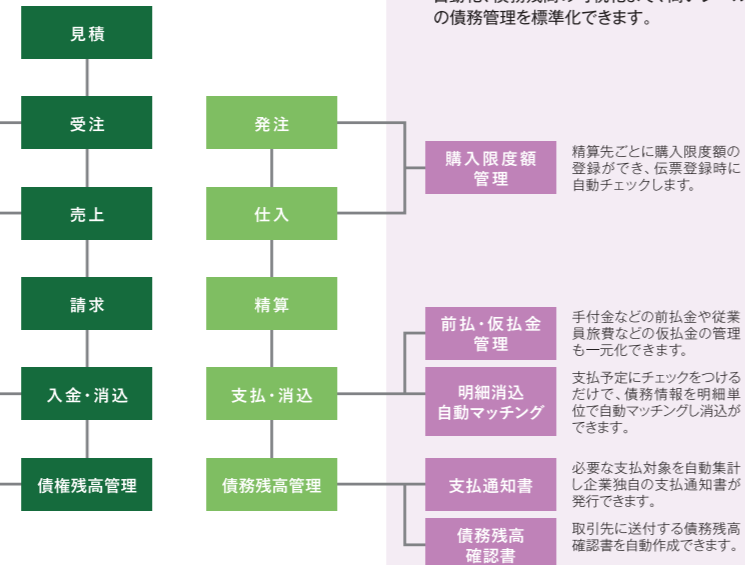 の債務管理を標準化できます。
見積
受注
売上
請求
入金・消込
債権残高管理
発注
仕入
精算
支払・消込
債務残高管理
購入限度額
管理
精算先ごとに購入限度額の
登録ができ、伝票登録時に
自動チェックします。
前払・仮払金
管理
手付金などの前払金や従業
員旅費などの仮払金の管理
も一元化できます。
明細消込
自動マッチング
支払予定にチェックをつける
だけで、債務情報を明細単
位で自動マッチングし消込が
できます。
支払通知書
必要な支払対象を自動集計
し企業独自の支払通知書が
発行できます。
債務残高
確認書
取引先に送付する債務残高
確認書を自動作成できます。